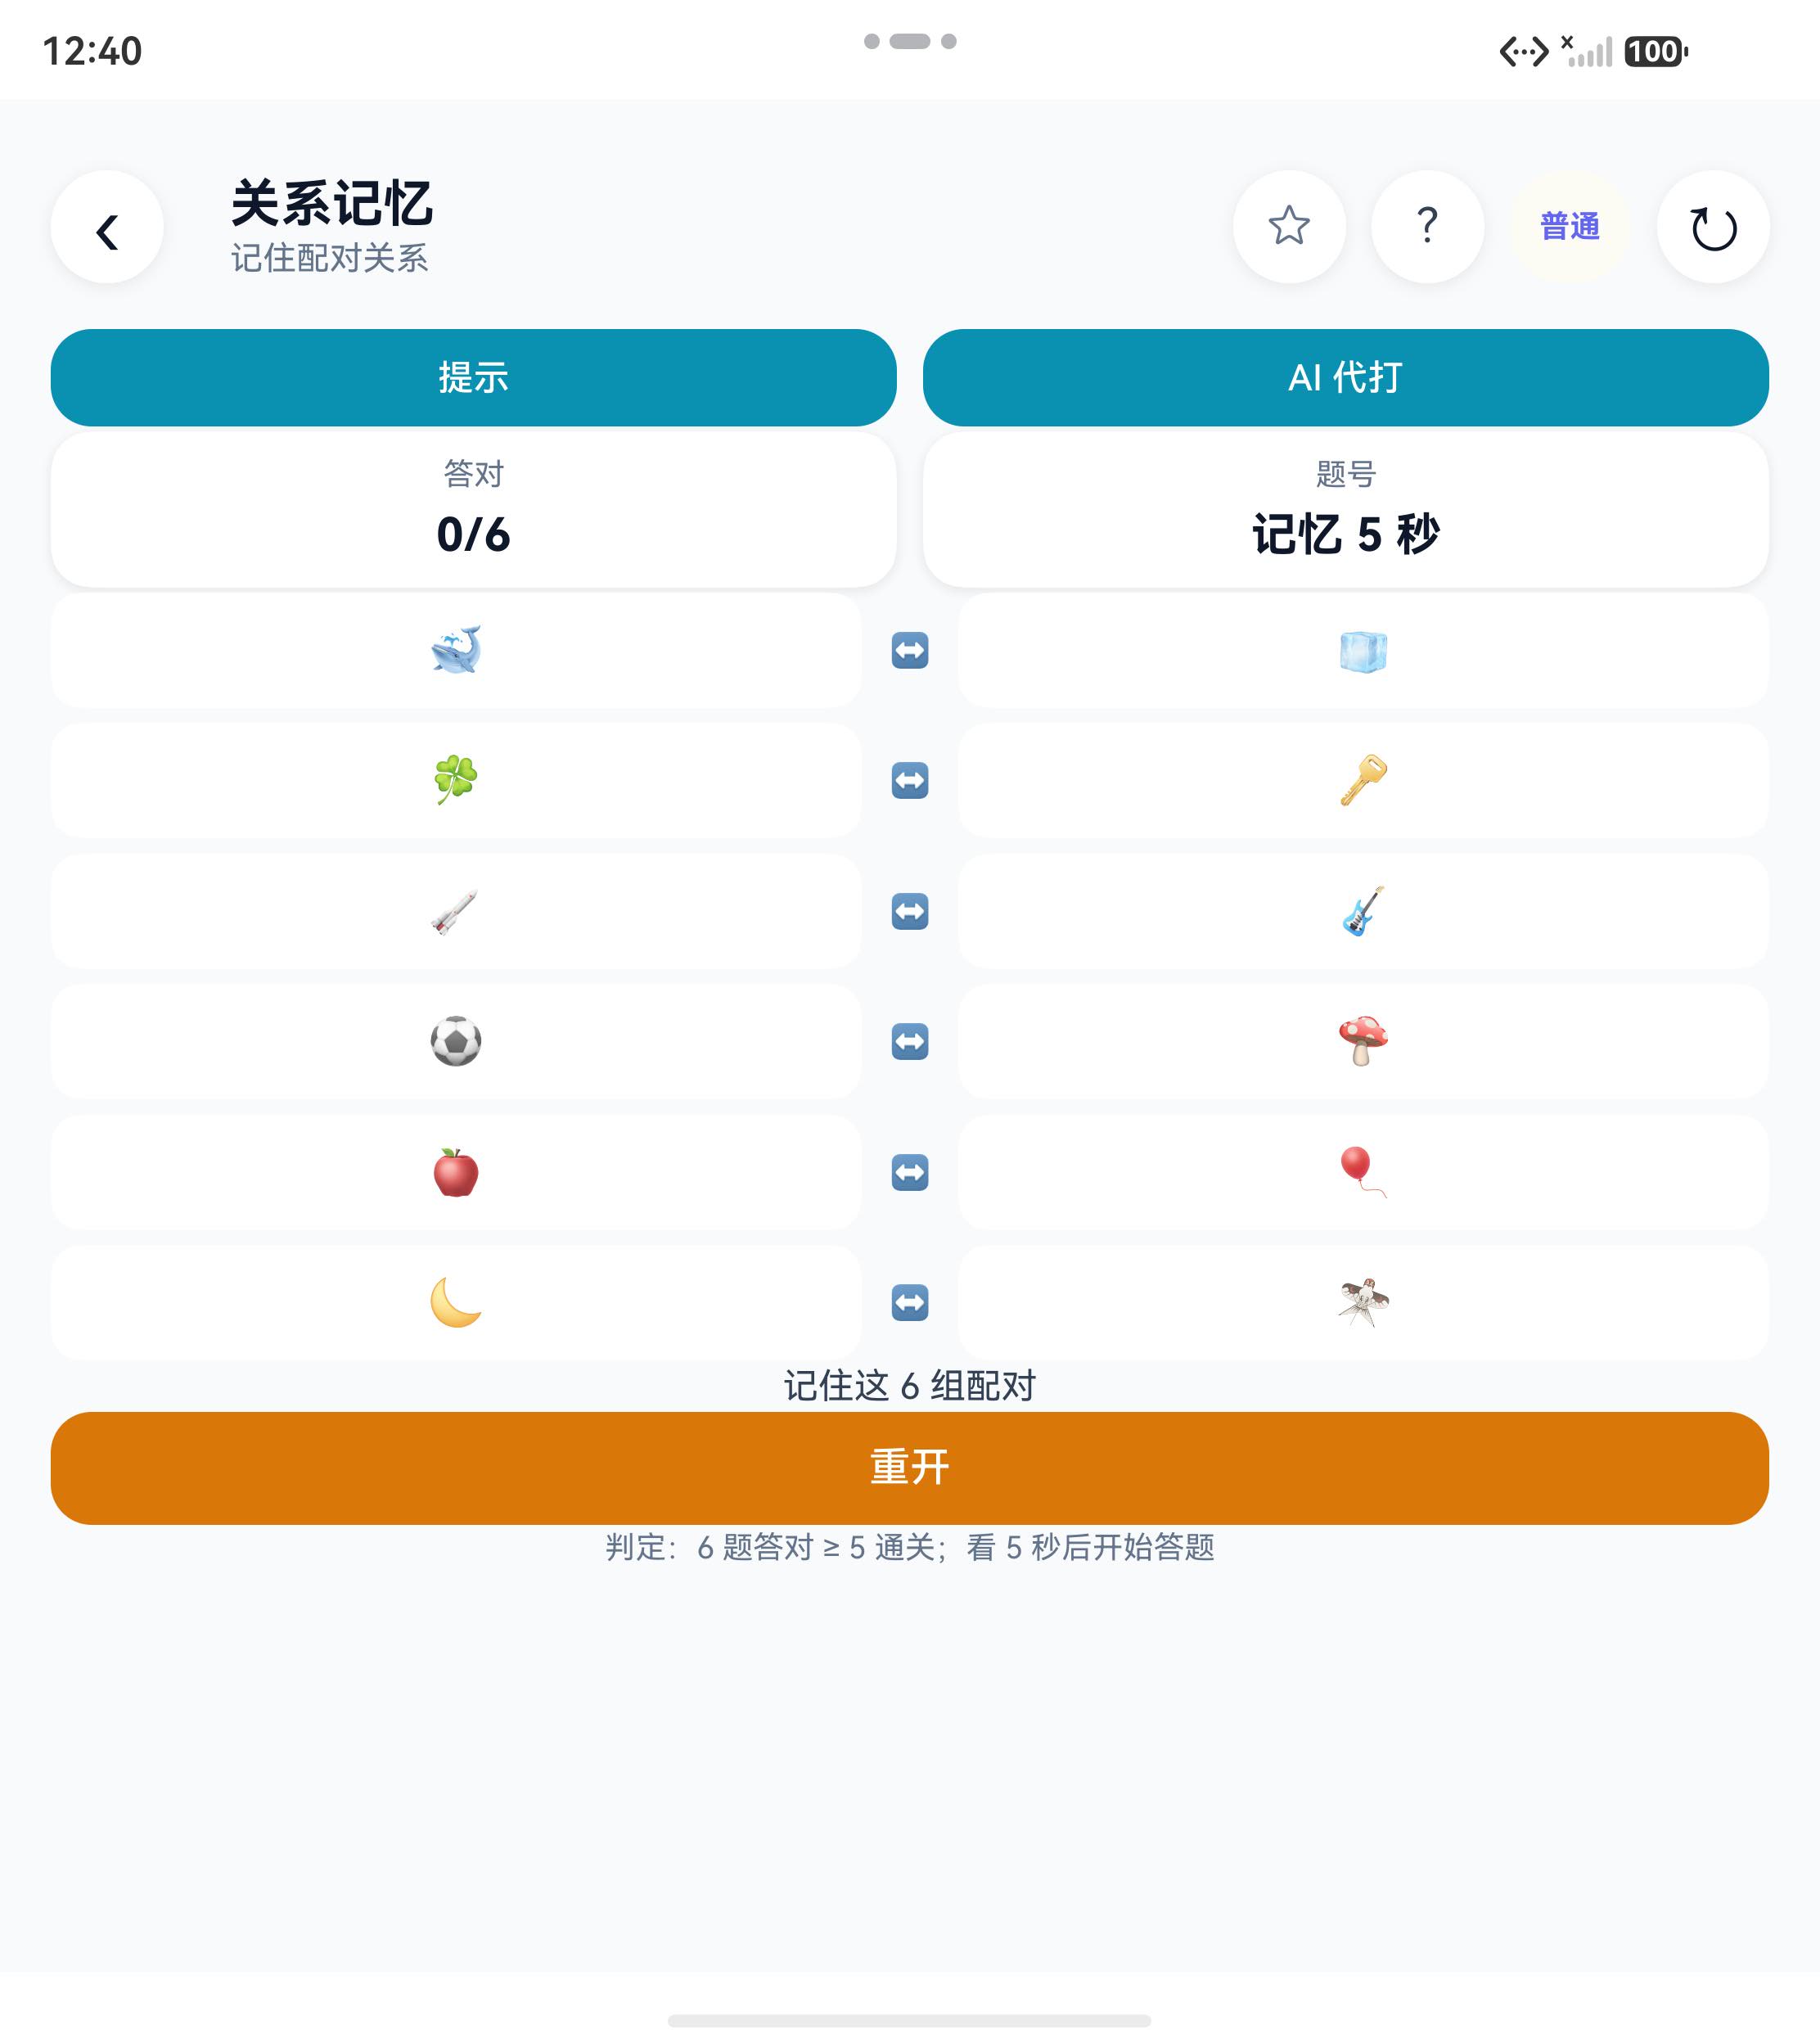 12:40
100
关系记忆
记住配对关系
?
普通
提示
AI 代打
答对
题号
0/6
记忆 5 秒
记住这 6 组配对
重开
判定：6 题答对 ≥ 5 通关；看 5 秒后开始答题